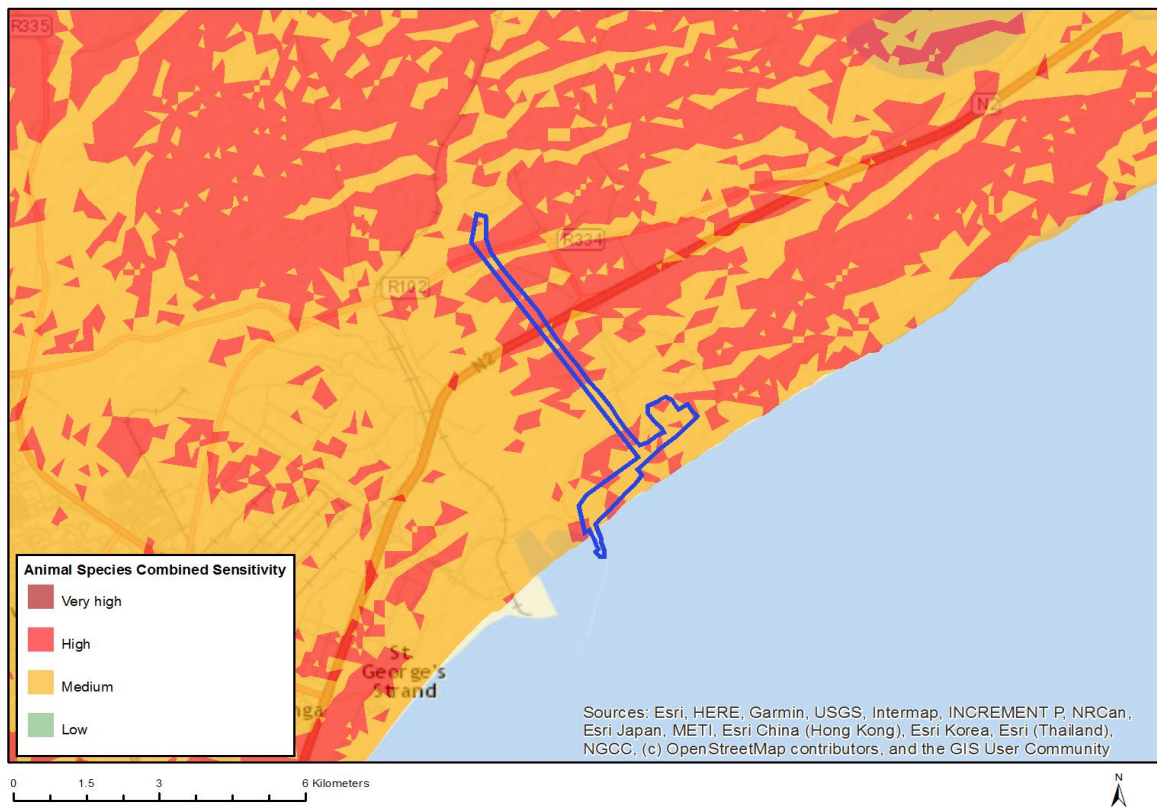 R335
N2
R334
R102
N2
St.
George's
Strand
nga
Animal Species Combined Sensitivity
Very high
High
Medium
Low
Sources: Esri, HERE, Garmin, USGS, Intermap, INCREMENT P, NRCan,
Esri Japan, METI, Esri China (Hong Kong), Esri Korea, Esri (Thailand),
NGCC, (c) OpenStreetMap contributors, and the GIS User Community
0 1.5 3 6 Kilometers
N